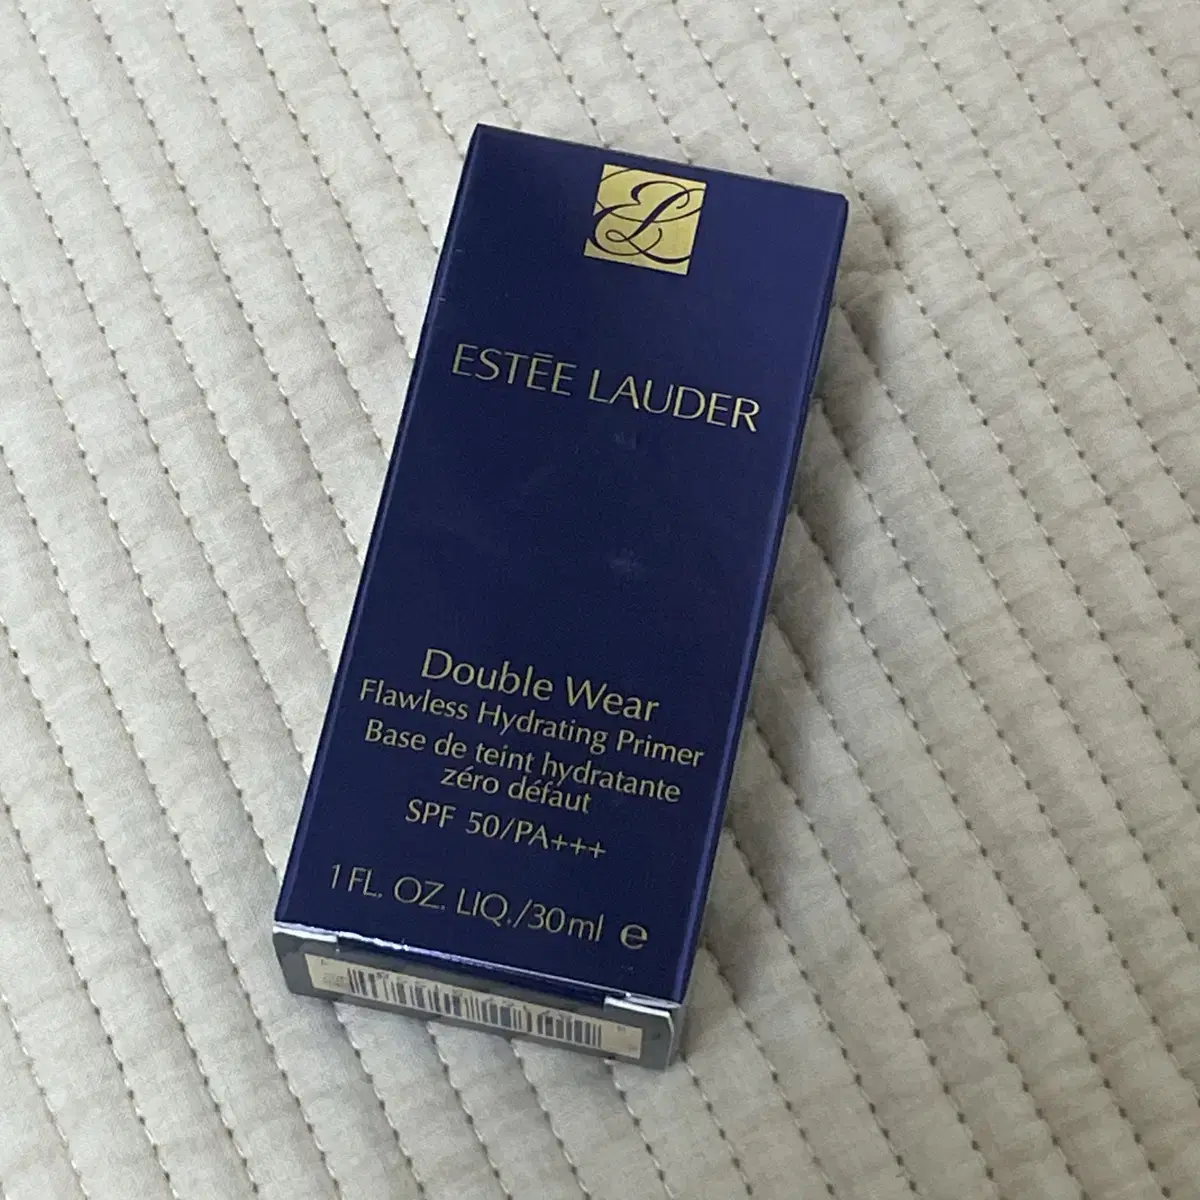 ESTĒE LAUDER
Double Wear
Flawless Hydrating Primer
Base de teint hydratante
zéro défaut
SPF 50/PA+++
1 FL. OZ. LIQ./30ml e